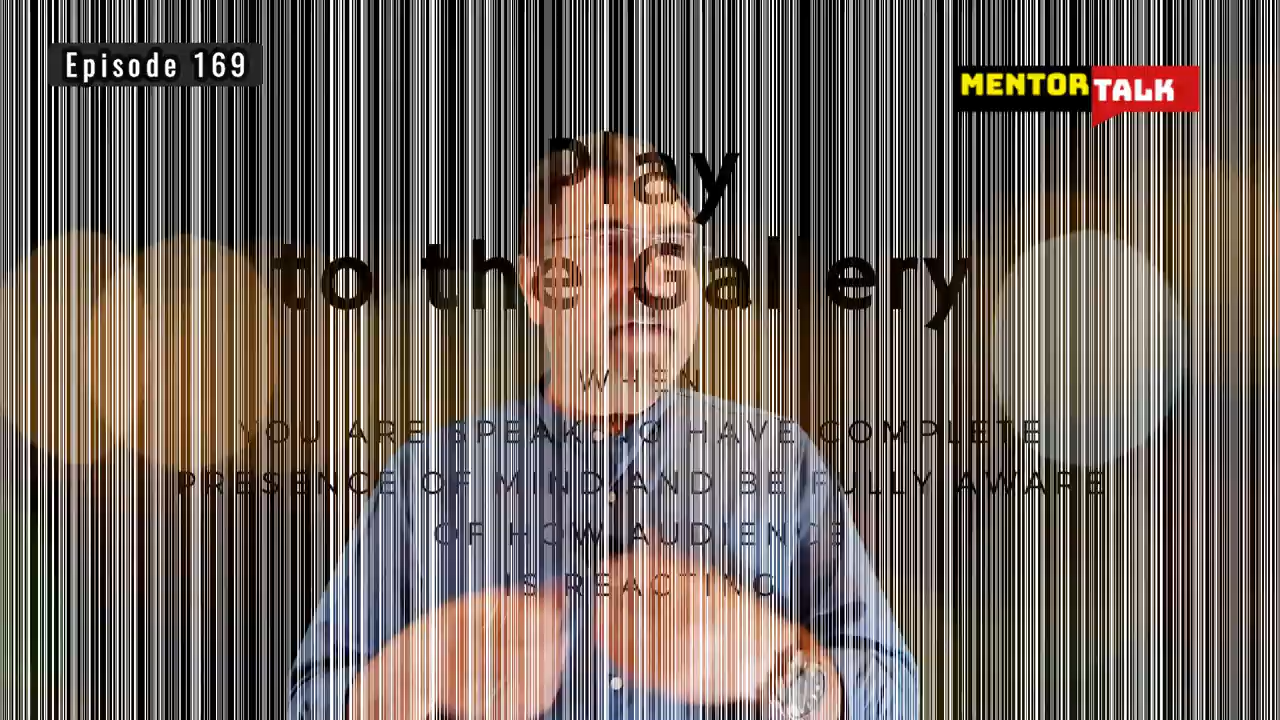 Episode 169
MENTOR TALK
Play
to the Gallery
WHEN
YOU ARE SPEAKING HAVE COMPLETE
PRESENCE OF MIND AND BE FULLY AWARE
OF HOW AUDIENCE
IS REACTING